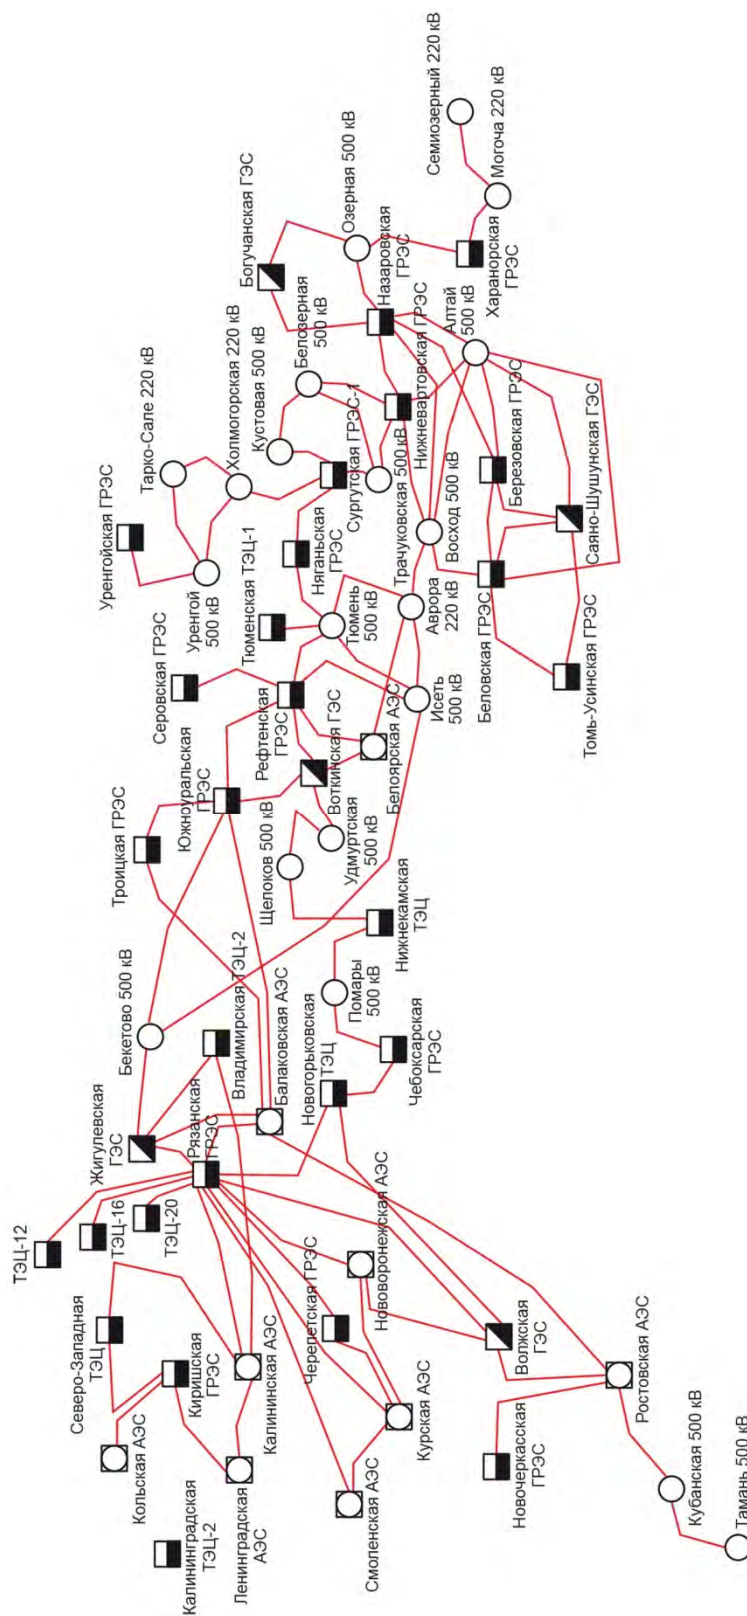 Калининградская
ТЭЦ-2
Кольская АЭС
Ленинградская
АЭС
Смоленская АЭС
Новочеркасская
ГРЭС
Кубанская 500 кВ
Тамань 500 кВ
Северо-Западная
ТЭЦ
Киришская
ГРЭС
Калининская АЭС
Черепетская ГРЭС
Курская АЭС
Ростовская АЭС
ТЭЦ-12
ТЭЦ-16
ТЭЦ-20
Нововоронежская АЭС
Волжская
ГЭС
Жигулевская
ГЭС
Рязанская
ГРЭС
Владимирская ТЭЦ-2
Балаковская АЭС
Новогорьковская
ТЭЦ
Чебоксарская
ГРЭС
Бекетово 500 кВ
Помары
500 кВ
Нижнекамская
ТЭЦ
Троицкая ГРЭС
Южноуральская
ГРЭС
Щелоков 500 кВ
Удмуртская
500 кВ
Воткинская ГЭС
Белоярская АЭС
Серовская ГРЭС
Рефтенская
ГРЭС
Исеть
500 кВ
Тюменская ТЭЦ-1
Тюмень
500 кВ
Аврора
220 кВ
Томь-Усинская ГРЭС
Уренгойская ГРЭС
Уренгой
500 кВ
Няганьская
ГРЭС
Трачуковская 500 кВ
Восход 500 кВ
Беловская ГРЭС
Саяно-Шушунская ГЭС
Тарко-Сале 220 кВ
Холмогорская 220 кВ
Кустовая 500 кВ
Сургутская ГРЭС-1
Белозерная
500 кВ
Нижневартовская ГРЭС
Березовская ГРЭС
Богучанская ГЭС
Озерная 500 кВ
Назаровская
ГРЭС
Алтай
500 кВ
Харанорская
ГРЭС
Могоча 220 кВ
Семиозерный 220 кВ